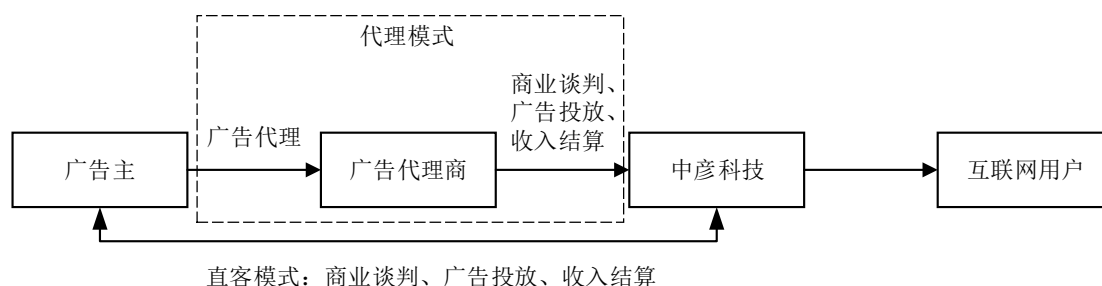 代理模式
商业谈判、
广告投放、
收入结算
广告代理
广告主
广告代理商
中彦科技
互联网用户
直客模式：商业谈判、广告投放、收入结算